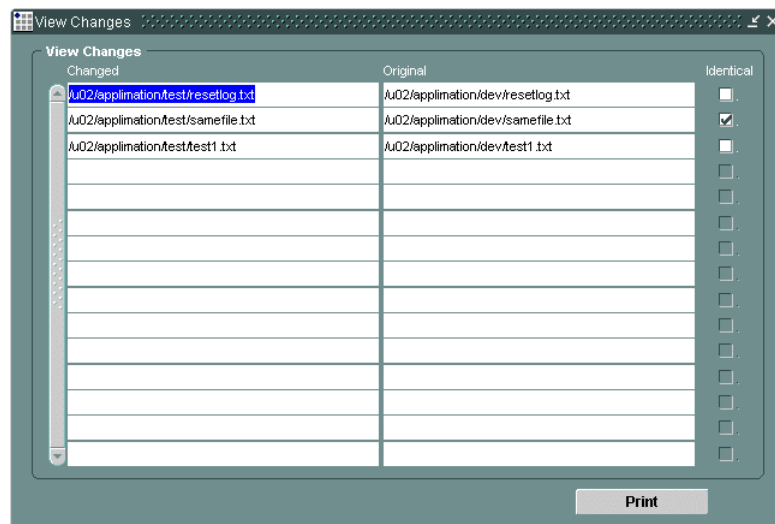 View Changes
View Changes
Changed Original Identical
/u02/applimation/test/resetlog.txt /u02/applimation/dev/resetlog.txt
/u02/applimation/test/samefile.txt /u02/applimation/dev/samefile.txt
/u02/applimation/test/test1.txt /u02/applimation/dev/test1.txt
Print